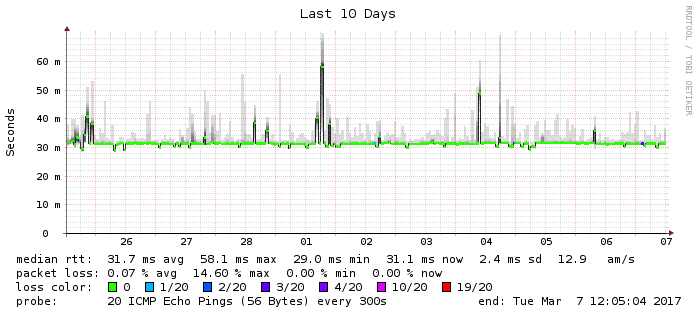 Last 10 Days
RRDTOOL / TOBI OETIKER
Seconds
60 m
50 m
40 m
30 m
20 m
10 m
0
26 27 28 01 02 03 04 05 06 07
median rtt: 31.7 ms avg 58.1 ms max 29.0 ms min 31.1 ms now 2.4 ms sd 12.9 am/s
packet loss: 0.07 % avg 14.60 % max 0.00 % min 0.00 % now
loss color: 0 1/20 2/20 3/20 4/20 10/20 19/20
probe: 20 ICMP Echo Pings (56 Bytes) every 300s end: Tue Mar 7 12:05:04 2017